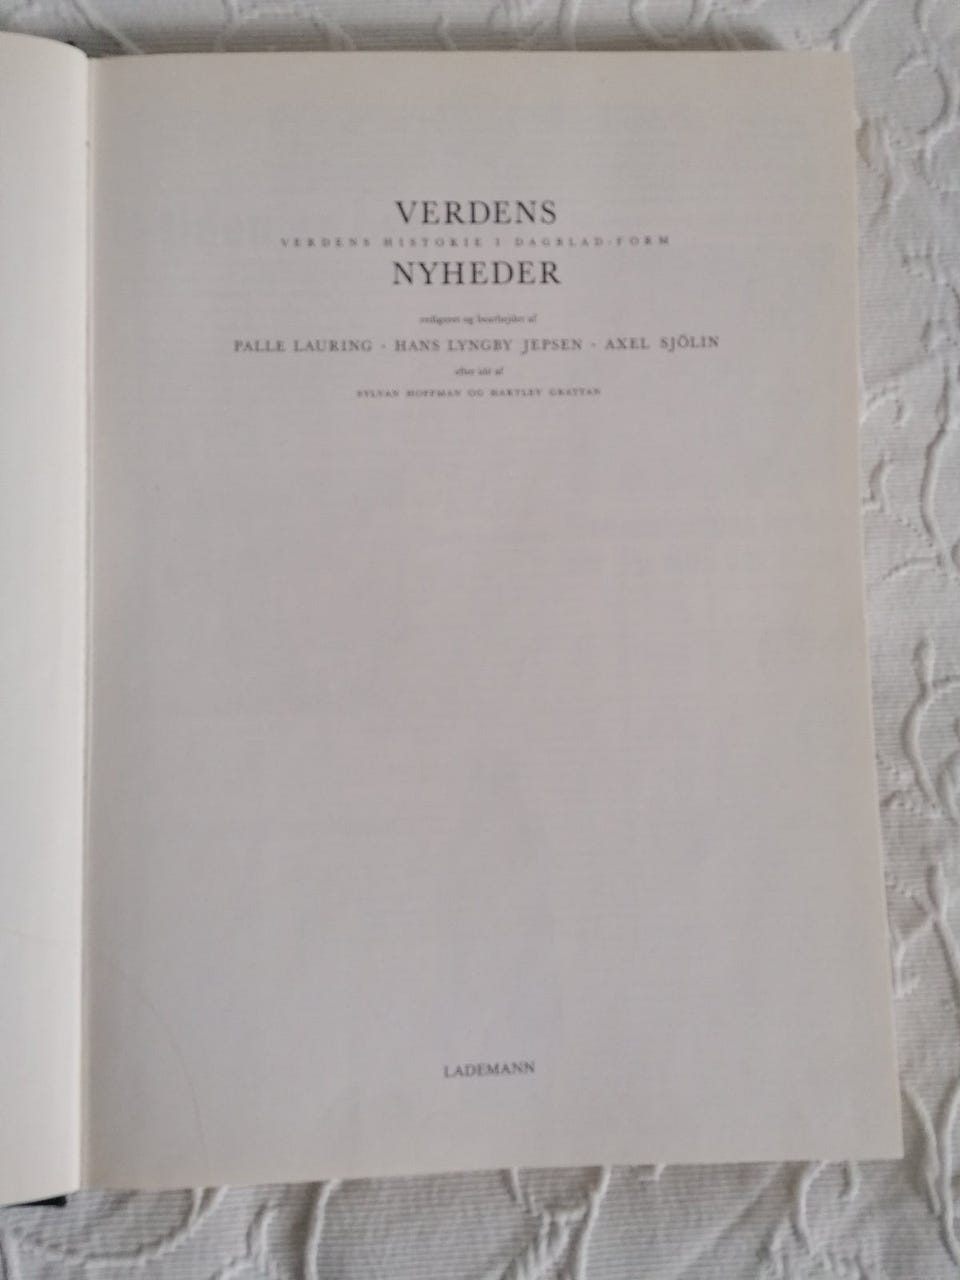 VERDENS
VERDENS HISTORIE I DAGBLAD-FORM
NYHEDER
redigeret og bearbejdet af
PALLE LAURING · HANS LYNGBY JEPSEN · AXEL SJÖLIN
efter idé af
SYLVAN HOFFMAN OG HARTLEY GRATTAN
LADEMANN